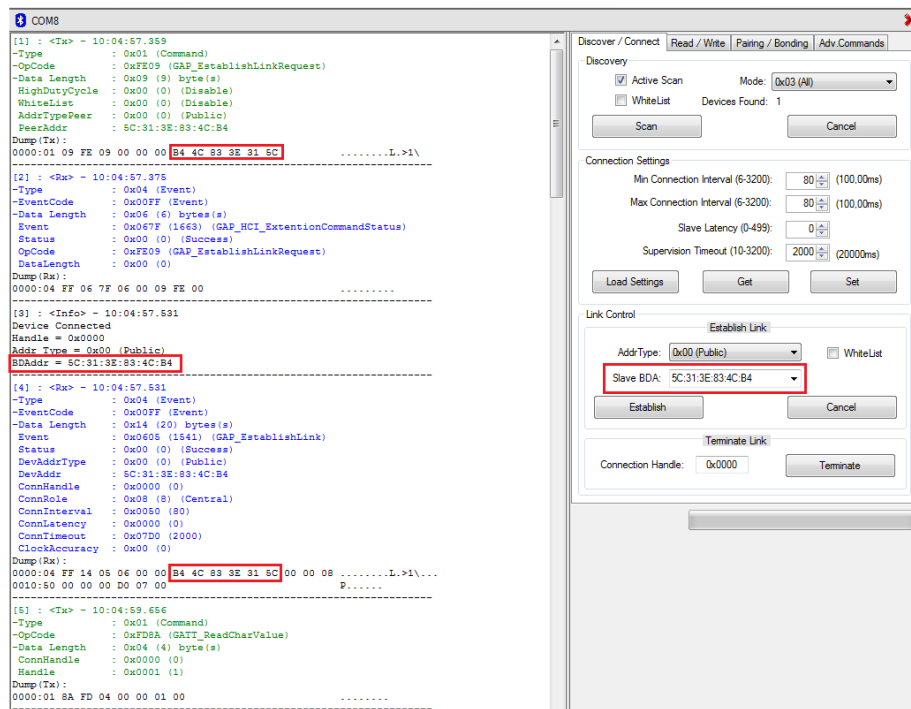 COM8
[1] : <Tx> - 10:04:57.359
-Type : 0x01 (Command)
-OpCode : 0xFE09 (GAP_EstablishLinkRequest)
-Data Length : 0x09 (9) byte(s)
HighDutyCycle : 0x00 (0) (Disable)
WhiteList : 0x00 (0) (Disable)
AddrTypePeer : 0x00 (0) (Public)
PeerAddr : 5C:31:3E:83:4C:B4
Dump(Tx):
0000:01 09 FE 09 00 00 00 B4 4C 83 3E 31 5C ........L.>1\
--------------------------------------------------------------------
[2] : <Rx> - 10:04:57.375
-Type : 0x04 (Event)
-EventCode : 0x00FF (Event)
-Data Length : 0x06 (6) bytes(s)
Event : 0x067F (1663) (GAP_HCI_ExtentionCommandStatus)
Status : 0x00 (0) (Success)
OpCode : 0xFE09 (GAP_EstablishLinkRequest)
DataLength : 0x00 (0)
Dump(Rx):
0000:04 FF 06 7F 06 00 09 FE 00 .........
--------------------------------------------------------------------
[3] : <Info> - 10:04:57.531
Device Connected
Handle = 0x0000
Addr Type = 0x00 (Public)
BDAddr = 5C:31:3E:83:4C:B4
--------------------------------------------------------------------
[4] : <Rx> - 10:04:57.531
-Type : 0x04 (Event)
-EventCode : 0x00FF (Event)
-Data Length : 0x14 (20) bytes(s)
Event : 0x0605 (1541) (GAP_EstablishLink)
Status : 0x00 (0) (Success)
DevAddrType : 0x00 (0) (Public)
DevAddr : 5C:31:3E:83:4C:B4
ConnHandle : 0x0000 (0)
ConnRole : 0x08 (8) (Central)
ConnInterval : 0x0050 (80)
ConnLatency : 0x0000 (0)
ConnTimeout : 0x07D0 (2000)
ClockAccuracy : 0x00 (0)
Dump(Rx):
0000:04 FF 14 05 06 00 00 B4 4C 83 3E 31 5C 00 00 08 ........L.>1\...
0010:50 00 00 00 D0 07 00 P......
--------------------------------------------------------------------
[5] : <Tx> - 10:04:59.656
-Type : 0x01 (Command)
-OpCode : 0xFD8A (GATT_ReadCharValue)
-Data Length : 0x04 (4) byte(s)
ConnHandle : 0x0000 (0)
Handle : 0x0001 (1)
Dump(Tx):
0000:01 8A FD 04 00 00 01 00 ........
--------------------------------------------------------------------
Discover / Connect Read / Write Pairing / Bonding Adv.Commands
Discovery
Active Scan Mode: 0x03 (All)
WhiteList Devices Found: 1
Scan Cancel
Connection Settings
Min Connection Interval (6-3200): 80 (100,00ms)
Max Connection Interval (6-3200): 80 (100,00ms)
Slave Latency (0-499): 0
Supervision Timeout (10-3200): 2000 (20000ms)
Load Settings Get Set
Link Control
Establish Link
AddrType: 0x00 (Public) WhiteList
Slave BDA: 5C:31:3E:83:4C:B4
Establish Cancel
Terminate Link
Connection Handle: 0x0000 Terminate